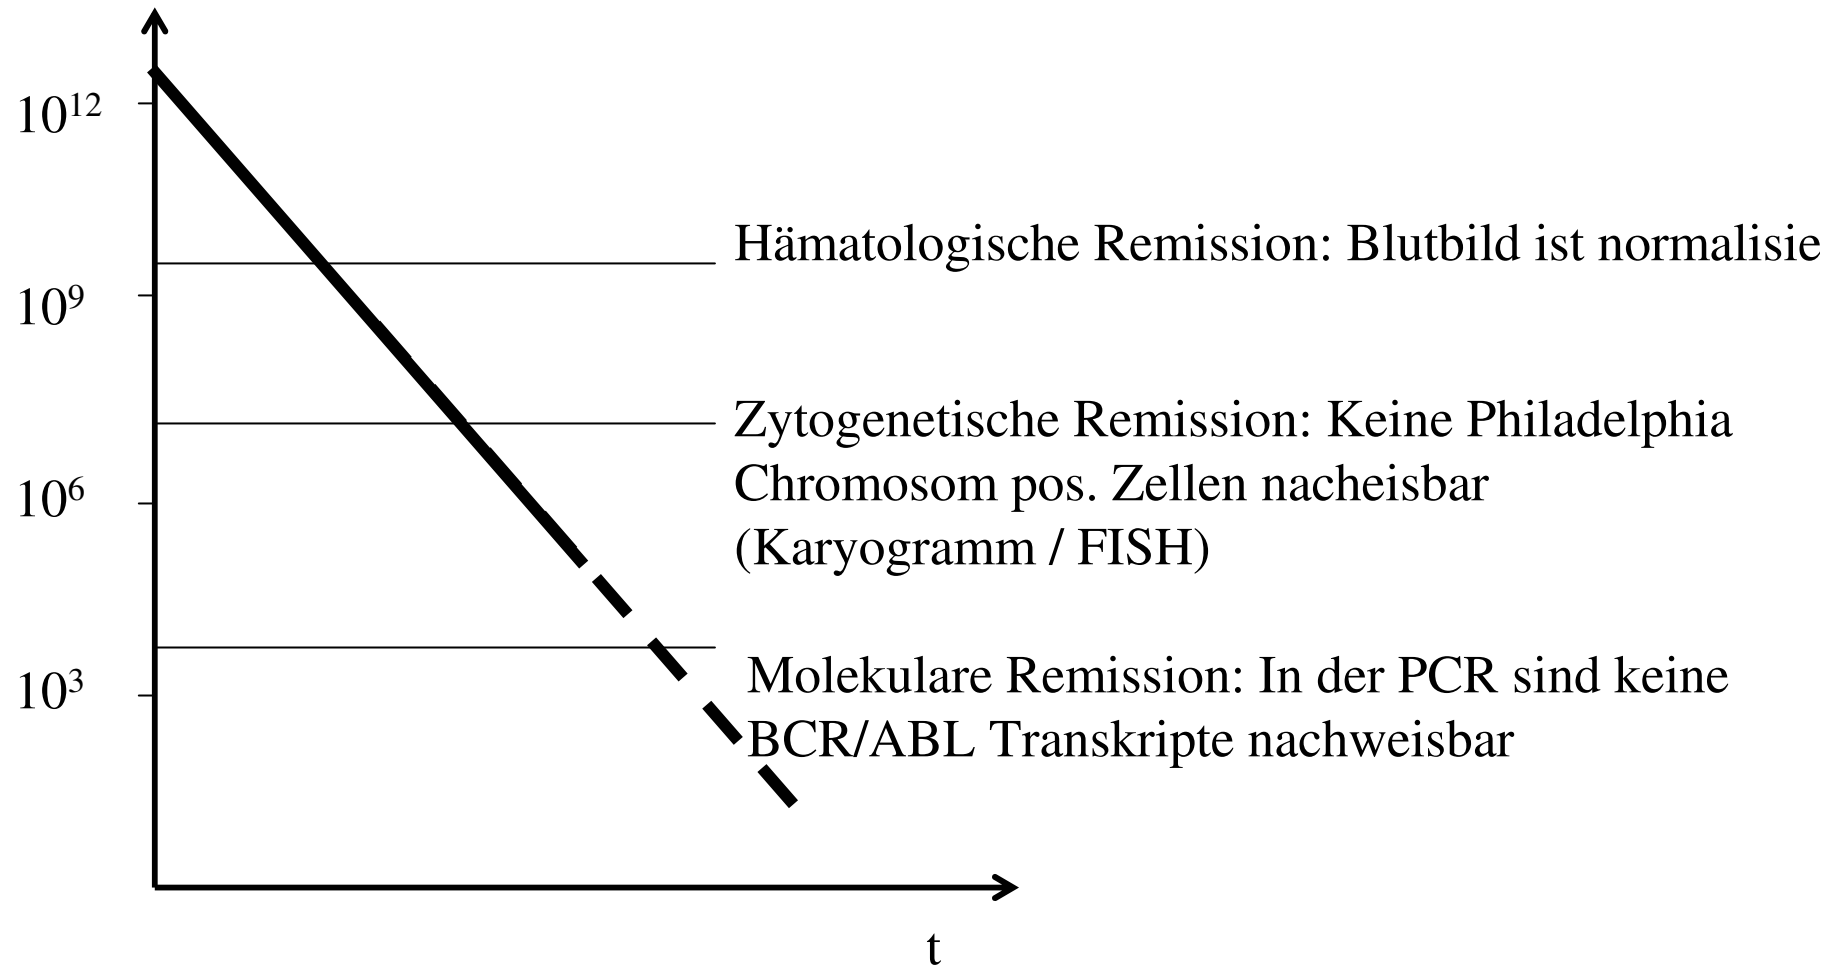 10¹²
Hämatologische Remission: Blutbild ist normalisie
10⁹
Zytogenetische Remission: Keine Philadelphia
Chromosom pos. Zellen nacheisbar
(Karyogramm / FISH)
10⁶
Molekulare Remission: In der PCR sind keine
BCR/ABL Transkripte nachweisbar
10³
t